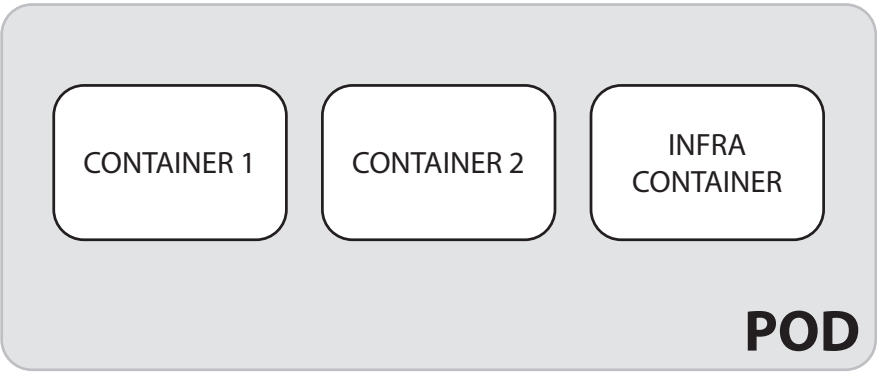 CONTAINER 1
CONTAINER 2
INFRA
CONTAINER
POD